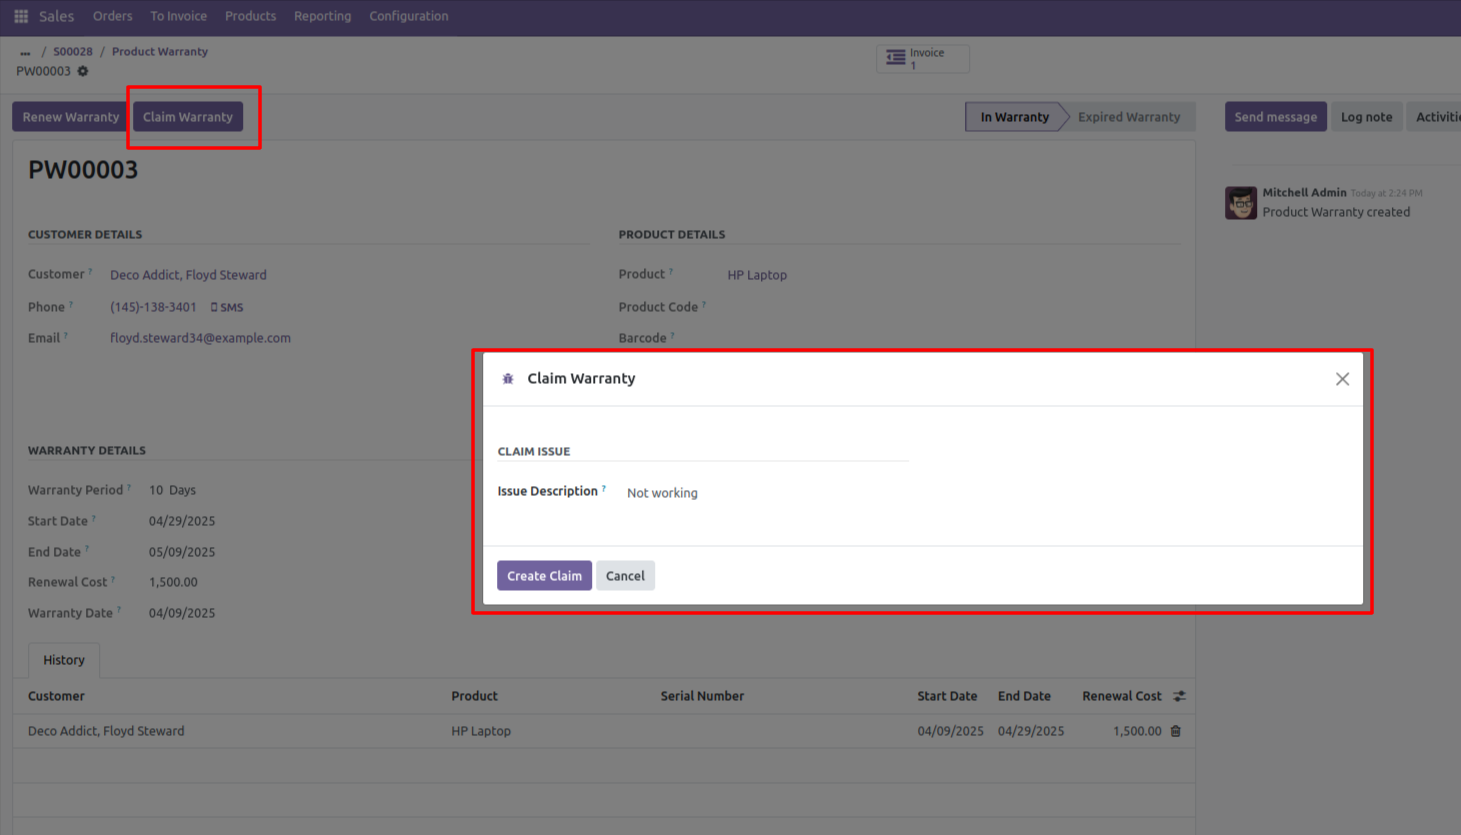 Sales Orders To Invoice Products Reporting Configuration
... / S00028 / Product Warranty
PW00003
Invoice
1
Renew Warranty Claim Warranty In Warranty Expired Warranty Send message Log note Activitie
PW00003
Mitchell Admin Today at 2:24 PM
Product Warranty created
CUSTOMER DETAILS
Customer ? Deco Addict, Floyd Steward
Phone ? (145)-138-3401 SMS
Email ? floyd.steward34@example.com
PRODUCT DETAILS
Product ? HP Laptop
Product Code ?
Barcode ?
Claim Warranty
CLAIM ISSUE
Issue Description ? Not working
Create Claim Cancel
WARRANTY DETAILS
Warranty Period ? 10 Days
Start Date ? 04/29/2025
End Date ? 05/09/2025
Renewal Cost ? 1,500.00
Warranty Date ? 04/09/2025
History
Customer Product Serial Number Start Date End Date Renewal Cost
Deco Addict, Floyd Steward HP Laptop 04/09/2025 04/29/2025 1,500.00